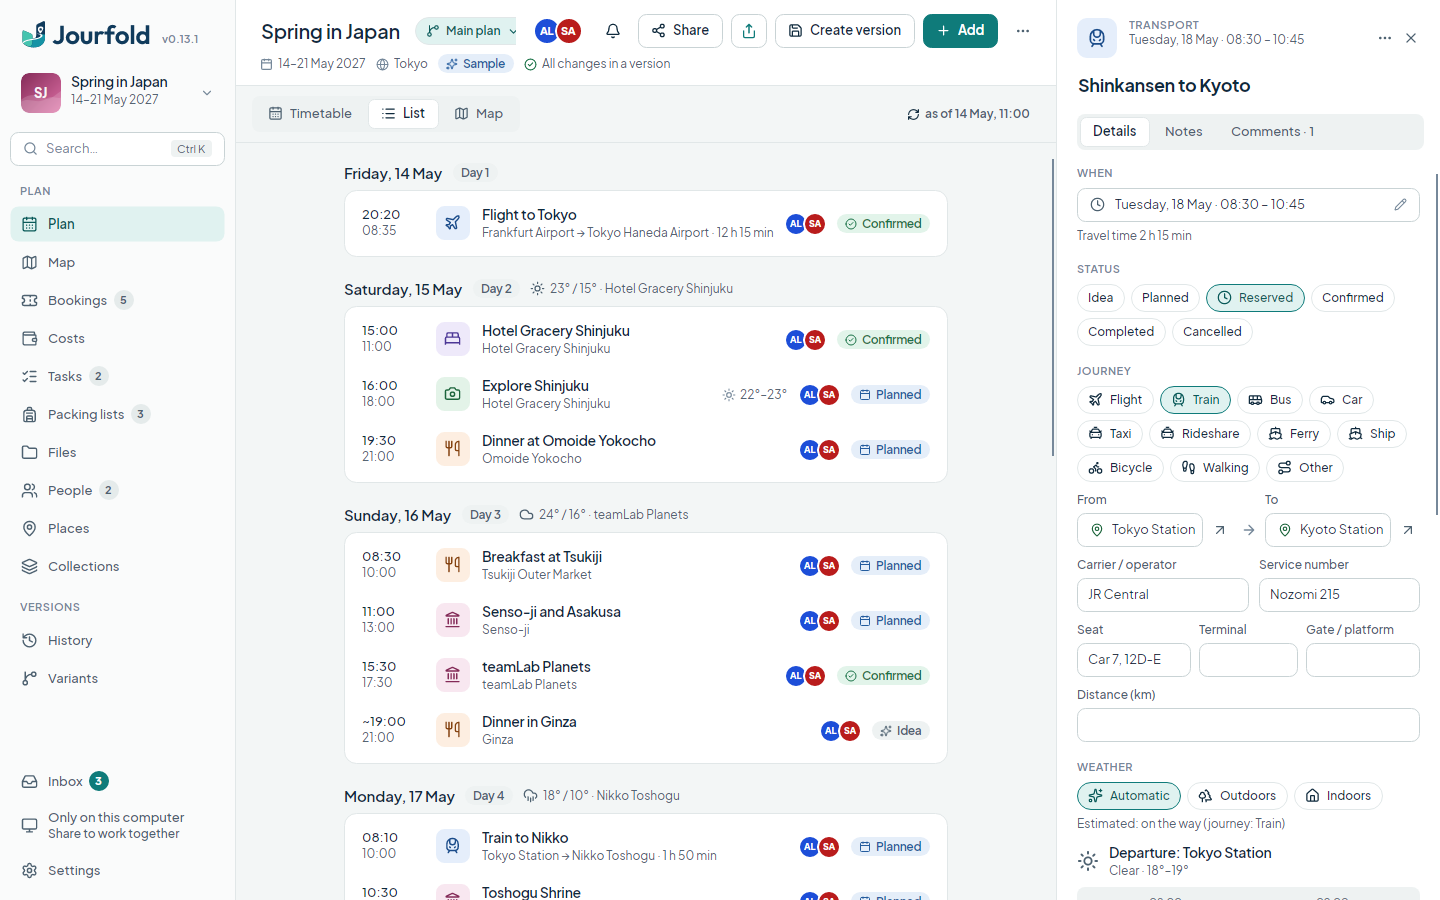 Jourfold v0.13.1
SJ
Spring in Japan
14–21 May 2027
Search... Ctrl K
PLAN
Plan
Map
Bookings 5
Costs
Tasks 2
Packing lists 3
Files
People 2
Places
Collections
VERSIONS
History
Variants
Inbox 3
Only on this computer
Share to work together
Settings
Spring in Japan Main plan AL SA Share Create version Add
14–21 May 2027 Tokyo Sample All changes in a version
Timetable List Map as of 14 May, 11:00
Friday, 14 May Day 1
20:20 Flight to Tokyo AL SA Confirmed
08:35 Frankfurt Airport → Tokyo Haneda Airport · 12 h 15 min
Saturday, 15 May Day 2 23° / 15° · Hotel Gracery Shinjuku
15:00 Hotel Gracery Shinjuku AL SA Confirmed
11:00 Hotel Gracery Shinjuku
16:00 Explore Shinjuku 22°–23° AL SA Planned
18:00 Hotel Gracery Shinjuku
19:30 Dinner at Omoide Yokocho AL SA Planned
21:00 Omoide Yokocho
Sunday, 16 May Day 3 24° / 16° · teamLab Planets
08:30 Breakfast at Tsukiji AL SA Planned
10:00 Tsukiji Outer Market
11:00 Senso-ji and Asakusa AL SA Planned
13:00 Senso-ji
15:30 teamLab Planets AL SA Confirmed
17:30 teamLab Planets
~19:00 Dinner in Ginza AL SA Idea
21:00 Ginza
Monday, 17 May Day 4 18° / 10° · Nikko Toshogu
08:10 Train to Nikko AL SA Planned
10:00 Tokyo Station → Nikko Toshogu · 1 h 50 min
10:30 Toshogu Shrine AL SA Planned
TRANSPORT
Tuesday, 18 May · 08:30 – 10:45
Shinkansen to Kyoto
Details Notes Comments · 1
WHEN
Tuesday, 18 May · 08:30 – 10:45
Travel time 2 h 15 min
STATUS
Idea Planned Reserved Confirmed
Completed Cancelled
JOURNEY
Flight Train Bus Car
Taxi Rideshare Ferry Ship
Bicycle Walking Other
From To
Tokyo Station → Kyoto Station
Carrier / operator Service number
JR Central Nozomi 215
Seat Terminal Gate / platform
Car 7, 12D-E
Distance (km)
WEATHER
Automatic Outdoors Indoors
Estimated: on the way (journey: Train)
Departure: Tokyo Station
Clear · 18°–19°